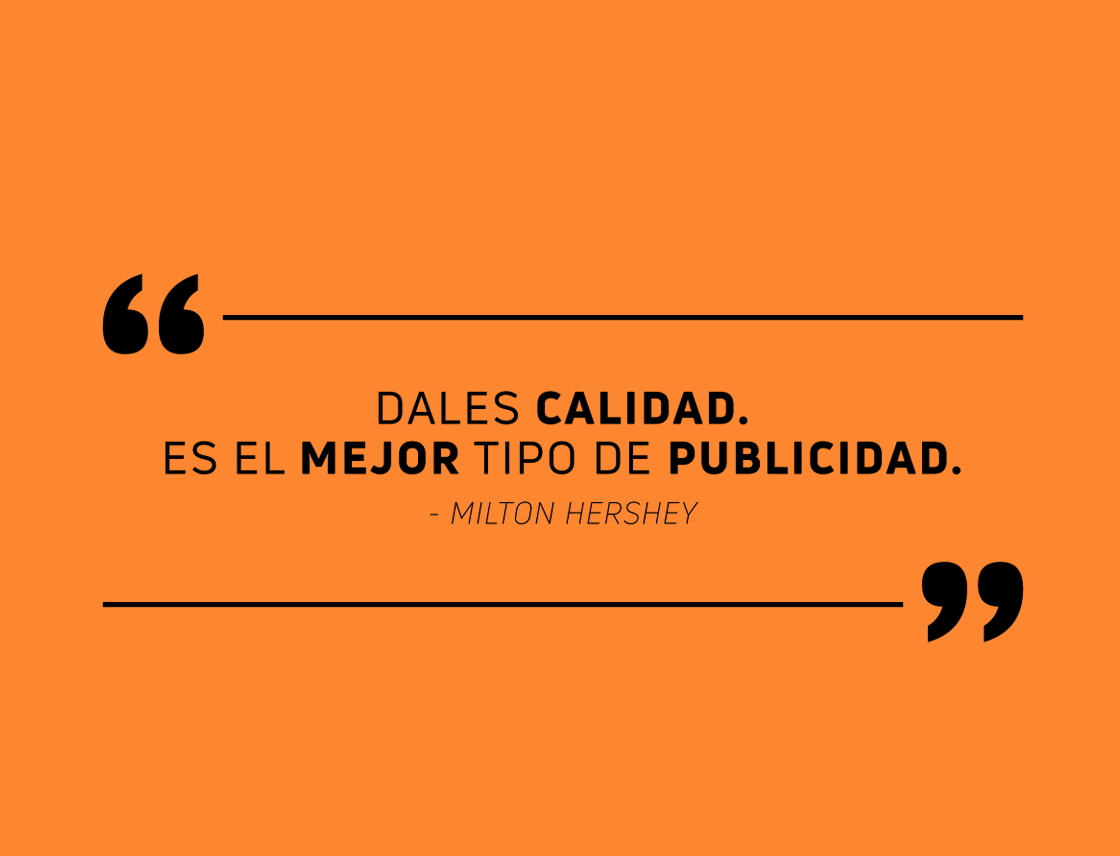 “
DALES CALIDAD.
ES EL MEJOR TIPO DE PUBLICIDAD.
- MILTON HERSHEY
”